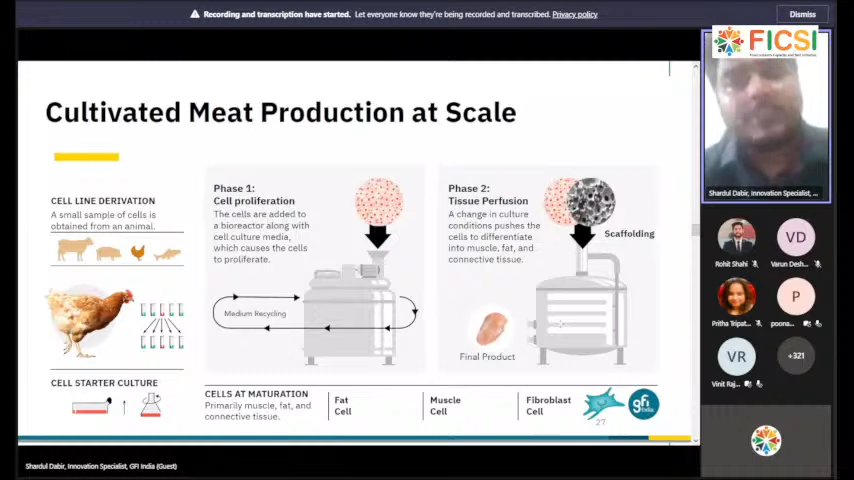 Recording and transcription have started. Let everyone know they're being recorded and transcribed. Privacy policy
Dismiss
FICSI
Cultivated Meat Production at Scale
CELL LINE DERIVATION
A small sample of cells is
obtained from an animal.
CELL STARTER CULTURE
Phase 1:
Cell proliferation
The cells are added to
a bioreactor along with
cell culture media,
which causes the cells
to proliferate.
Medium Recycling
Phase 2:
Tissue Perfusion
A change in culture
conditions pushes the
cells to differentiate
into muscle, fat, and
connective tissue.
Scaffolding
Final Product
CELLS AT MATURATION
Primarily muscle, fat, and
connective tissue.
Fat
Cell
Muscle
Cell
Fibroblast
Cell
gfi
India
27
Shardul Dabir, Innovation Specialist, GFI India (Guest)
Shardul Dabir, Innovation Specialist, ...
Rohit Shahi
VD
Varun Desh...
Pritha Tripat...
P
poona...
VR
Vinit Raj...
+321